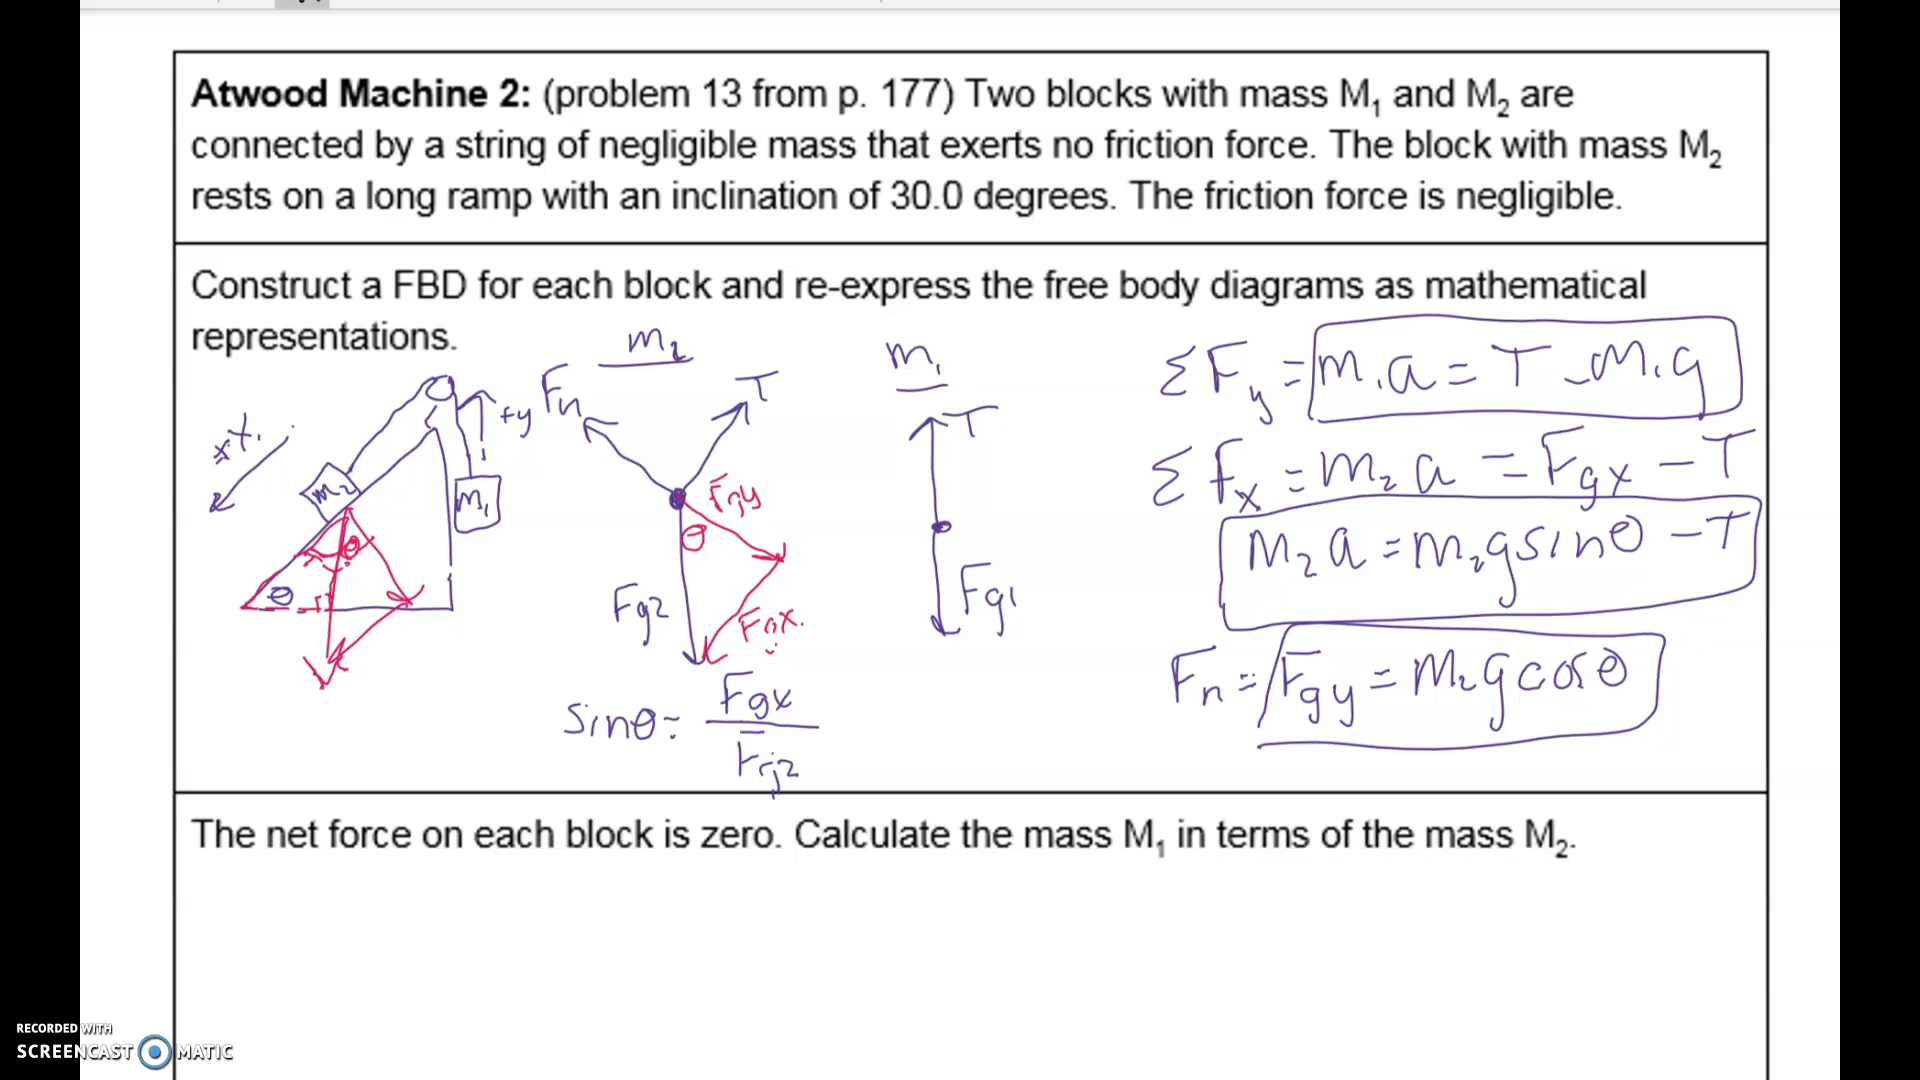 Atwood Machine 2: (problem 13 from p. 177) Two blocks with mass M₁ and M₂ are
connected by a string of negligible mass that exerts no friction force. The block with mass M₂
rests on a long ramp with an inclination of 30.0 degrees. The friction force is negligible.
Construct a FBD for each block and re-express the free body diagrams as mathematical
representations.
m₂
m₁
Fn
T
T
+y
m₂
m₁
θ
θ
Fgy
θ
Fg2
Fgx
Fg1
sinθ = Fgx
Fg2
ΣFy = m₁a = T - m₁g
ΣFx = m₂a = Fgx - T
m₂a = m₂gsinθ - T
Fn = Fgy = m₂gcosθ
The net force on each block is zero. Calculate the mass M₁ in terms of the mass M₂.
RECORDED WITH
SCREENCAST MATIC